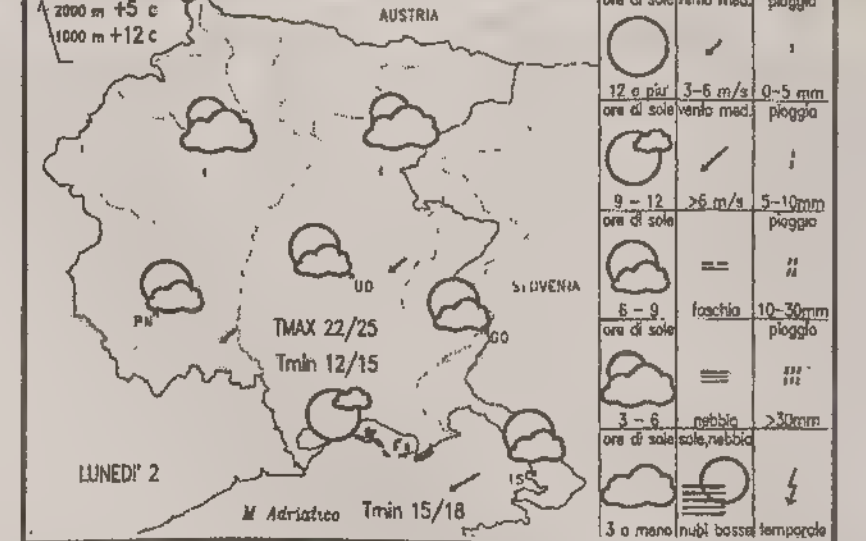 2000 m +5 c
1000 m +12 c
AUSTRIA
SLOVENIA
UD
PN
GO
TS
TMAX 22/25
Tmin 12/15
LUNEDI' 2
M Adriatico
Tmin 15/18
ore di sole vento med. pioggia
12 o piu' 3-6 m/s 0-5 mm
ore di sole vento med. pioggia
9 - 12 >6 m/s 5-10mm
ore di sole pioggia
6 - 9 foschia 10-30mm
ore di sole pioggia
3 - 6 nebbia >30mm
ore di sole sole,nebbia
3 o meno nubi basse temporale